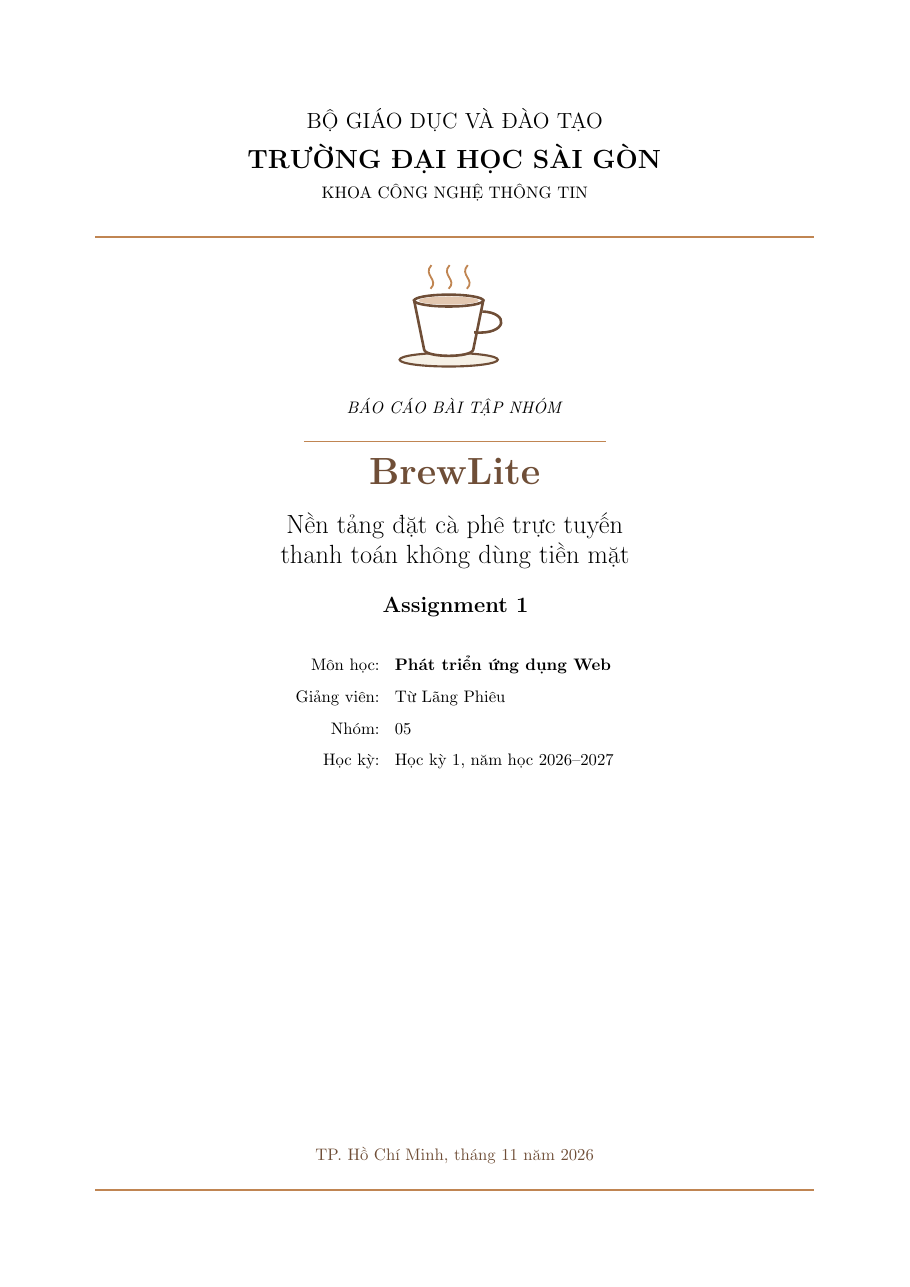 BỘ GIÁO DỤC VÀ ĐÀO TẠO
TRƯỜNG ĐẠI HỌC SÀI GÒN
KHOA CÔNG NGHỆ THÔNG TIN
BÁO CÁO BÀI TẬP NHÓM
BrewLite
Nền tảng đặt cà phê trực tuyến
thanh toán không dùng tiền mặt
Assignment 1
Môn học: Phát triển ứng dụng Web
Giảng viên: Từ Lãng Phiêu
Nhóm: 05
Học kỳ: Học kỳ 1, năm học 2026–2027
TP. Hồ Chí Minh, tháng 11 năm 2026